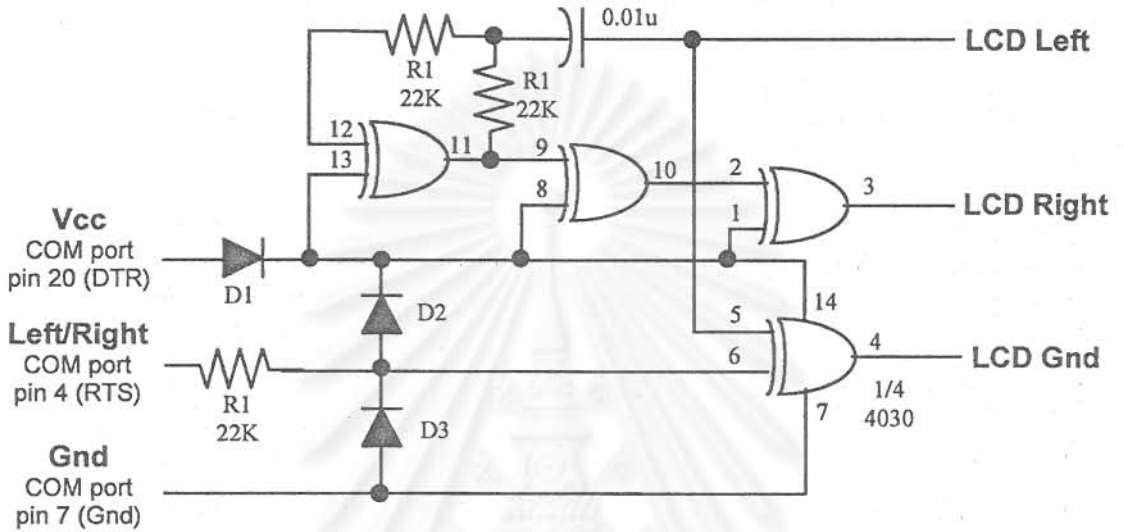 0.01u
LCD Left
R1
22K
R1
22K
12
13
11
9
8
10
2
1
3
LCD Right
Vcc
COM port
pin 20 (DTR)
D1
D2
14
5
6
4
LCD Gnd
Left/Right
COM port
pin 4 (RTS)
R1
22K
D3
7
1/4
4030
Gnd
COM port
pin 7 (Gnd)